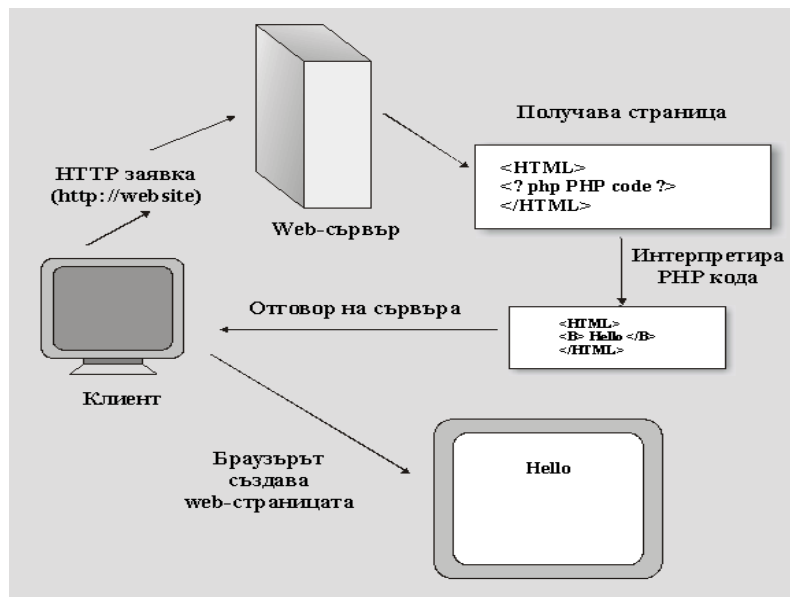 Получава страница
<HTML>
<? php PHP code ?>
</HTML>
HTTP заявка
(http://website)
Web-сървър
Интерпретира
PHP кода
Отговор на сървъра
<HTML>
<B> Hello </B>
</HTML>
Клиент
Браузърът
създава
web-страницата
Hello